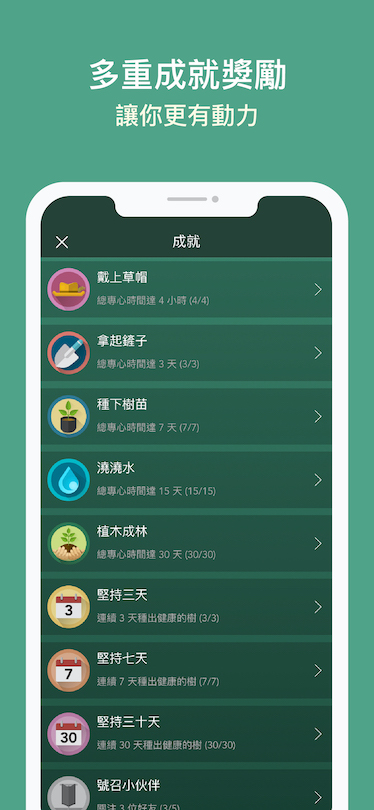 多重成就獎勵
讓你更有動力
成就
戴上草帽
總專心時間達 4 小時 (4/4)
拿起鏟子
總專心時間達 3 天 (3/3)
種下樹苗
總專心時間達 7 天 (7/7)
澆澆水
總專心時間達 15 天 (15/15)
植木成林
總專心時間達 30 天 (30/30)
3
堅持三天
連續 3 天種出健康的樹 (3/3)
7
堅持七天
連續 7 天種出健康的樹 (7/7)
30
堅持三十天
連續 30 天種出健康的樹 (30/30)
號召小伙伴
關注 3 位好友 (3/5)